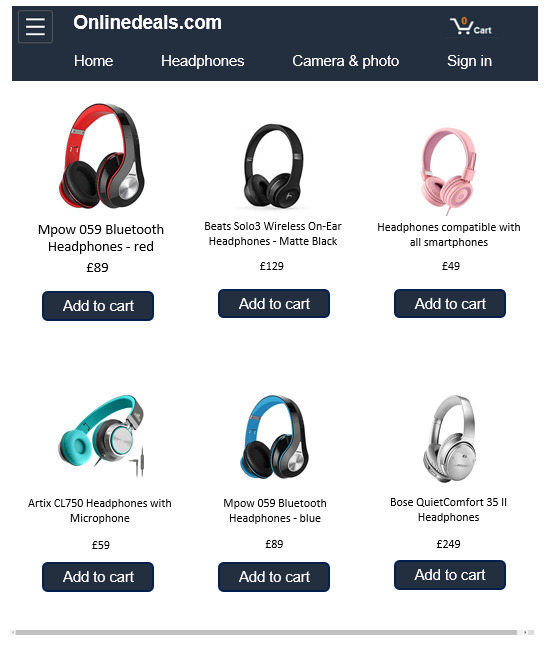 Onlinedeals.com
0
Cart
Home Headphones Camera & photo Sign in
Mpow 059 Bluetooth
Headphones - red
£89
Add to cart
Beats Solo3 Wireless On-Ear
Headphones - Matte Black
£129
Add to cart
Headphones compatible with
all smartphones
£49
Add to cart
Artix CL750 Headphones with
Microphone
£59
Add to cart
Mpow 059 Bluetooth
Headphones - blue
£89
Add to cart
Bose QuietComfort 35 II
Headphones
£249
Add to cart